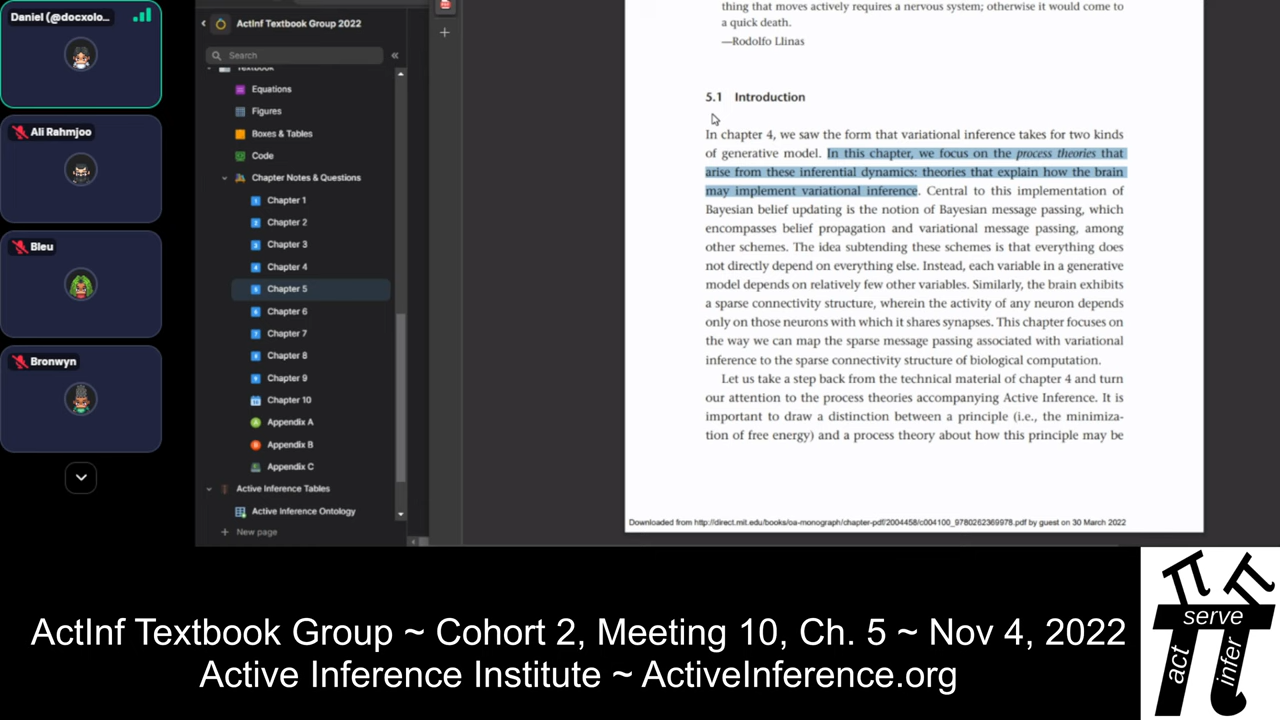 Daniel (@docxolo...
Ali Rahmjoo
Bleu
Bronwyn
ActInf Textbook Group 2022
Search
Textbook
Equations
Figures
Boxes & Tables
Code
Chapter Notes & Questions
Chapter 1
Chapter 2
Chapter 3
Chapter 4
Chapter 5
Chapter 6
Chapter 7
Chapter 8
Chapter 9
Chapter 10
Appendix A
Appendix B
Appendix C
Active Inference Tables
Active Inference Ontology
New page
thing that moves actively requires a nervous system; otherwise it would come to
a quick death.
—Rodolfo Llinas
5.1 Introduction
In chapter 4, we saw the form that variational inference takes for two kinds
of generative model. In this chapter, we focus on the process theories that
arise from these inferential dynamics: theories that explain how the brain
may implement variational inference. Central to this implementation of
Bayesian belief updating is the notion of Bayesian message passing, which
encompasses belief propagation and variational message passing, among
other schemes. The idea subtending these schemes is that everything does
not directly depend on everything else. Instead, each variable in a generative
model depends on relatively few other variables. Similarly, the brain exhibits
a sparse connectivity structure, wherein the activity of any neuron depends
only on those neurons with which it shares synapses. This chapter focuses on
the way we can map the sparse message passing associated with variational
inference to the sparse connectivity structure of biological computation.
Let us take a step back from the technical material of chapter 4 and turn
our attention to the process theories accompanying Active Inference. It is
important to draw a distinction between a principle (i.e., the minimiza-
tion of free energy) and a process theory about how this principle may be
Downloaded from http://direct.mit.edu/books/oa-monograph/chapter-pdf/2004458/c004100_9780262369978.pdf by guest on 30 March 2022
ActInf Textbook Group ~ Cohort 2, Meeting 10, Ch. 5 ~ Nov 4, 2022
Active Inference Institute ~ ActiveInference.org
serve
act
infer